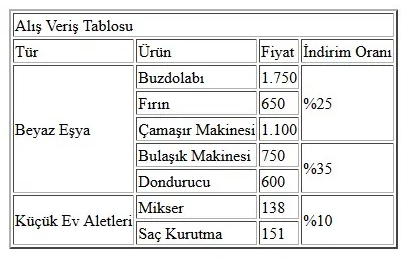 Alış Veriş Tablosu
Tür Ürün Fiyat İndirim Oranı
Beyaz Eşya Buzdolabı 1.750 %25
Fırın 650
Çamaşır Makinesi 1.100
Bulaşık Makinesi 750 %35
Dondurucu 600
Küçük Ev Aletleri Mikser 138 %10
Saç Kurutma 151